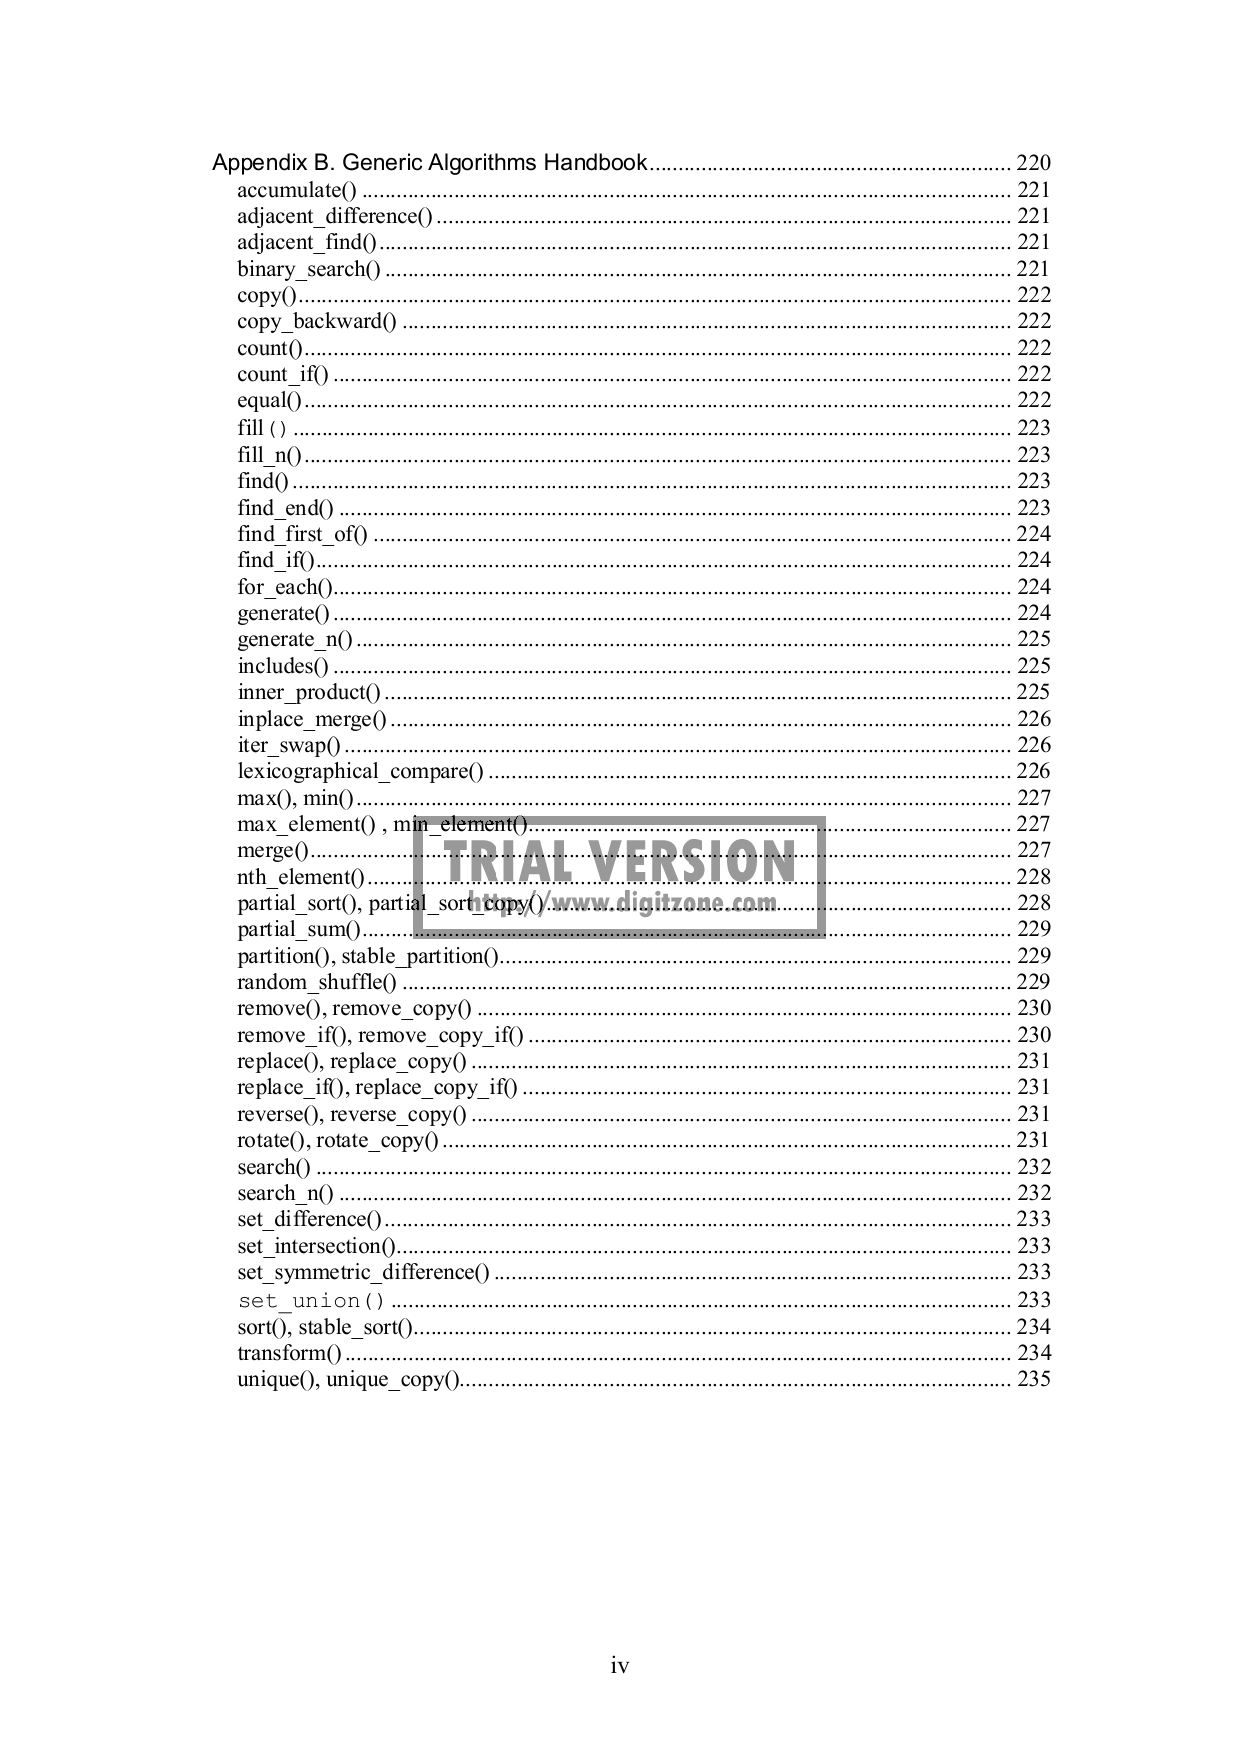 Appendix B. Generic Algorithms Handbook............................................................... 220
accumulate() ................................................................................................................. 221
adjacent_difference() .................................................................................................... 221
adjacent_find() .............................................................................................................. 221
binary_search() ............................................................................................................. 221
copy()............................................................................................................................ 222
copy_backward() .......................................................................................................... 222
count()........................................................................................................................... 222
count_if() ...................................................................................................................... 222
equal()........................................................................................................................... 222
fill() ............................................................................................................................. 223
fill_n()........................................................................................................................... 223
find() ............................................................................................................................. 223
find_end() ..................................................................................................................... 223
find_first_of() ............................................................................................................... 224
find_if()......................................................................................................................... 224
for_each()...................................................................................................................... 224
generate() ...................................................................................................................... 224
generate_n() .................................................................................................................. 225
includes() ...................................................................................................................... 225
inner_product() ............................................................................................................. 225
inplace_merge() ............................................................................................................ 226
iter_swap() .................................................................................................................... 226
lexicographical_compare() ........................................................................................... 226
max(), min() .................................................................................................................. 227
max_element() , min_element().................................................................................... 227
merge().......................................................................................................................... 227
TRIAL VERSION
nth_element() ................................................................................................................ 228
partial_sort(), partial_sort_copy() ................................................................................. 228
http://www.digitzone.com
partial_sum()................................................................................................................. 229
partition(), stable_partition()......................................................................................... 229
random_shuffle() .......................................................................................................... 229
remove(), remove_copy() ............................................................................................. 230
remove_if(), remove_copy_if() .................................................................................... 230
replace(), replace_copy() .............................................................................................. 231
replace_if(), replace_copy_if() ..................................................................................... 231
reverse(), reverse_copy() .............................................................................................. 231
rotate(), rotate_copy() ................................................................................................... 231
search() ......................................................................................................................... 232
search_n() ..................................................................................................................... 232
set_difference() ............................................................................................................. 233
set_intersection()........................................................................................................... 233
set_symmetric_difference() .......................................................................................... 233
set_union() ............................................................................................................ 233
sort(), stable_sort()........................................................................................................ 234
transform() .................................................................................................................... 234
unique(), unique_copy()................................................................................................ 235
iv